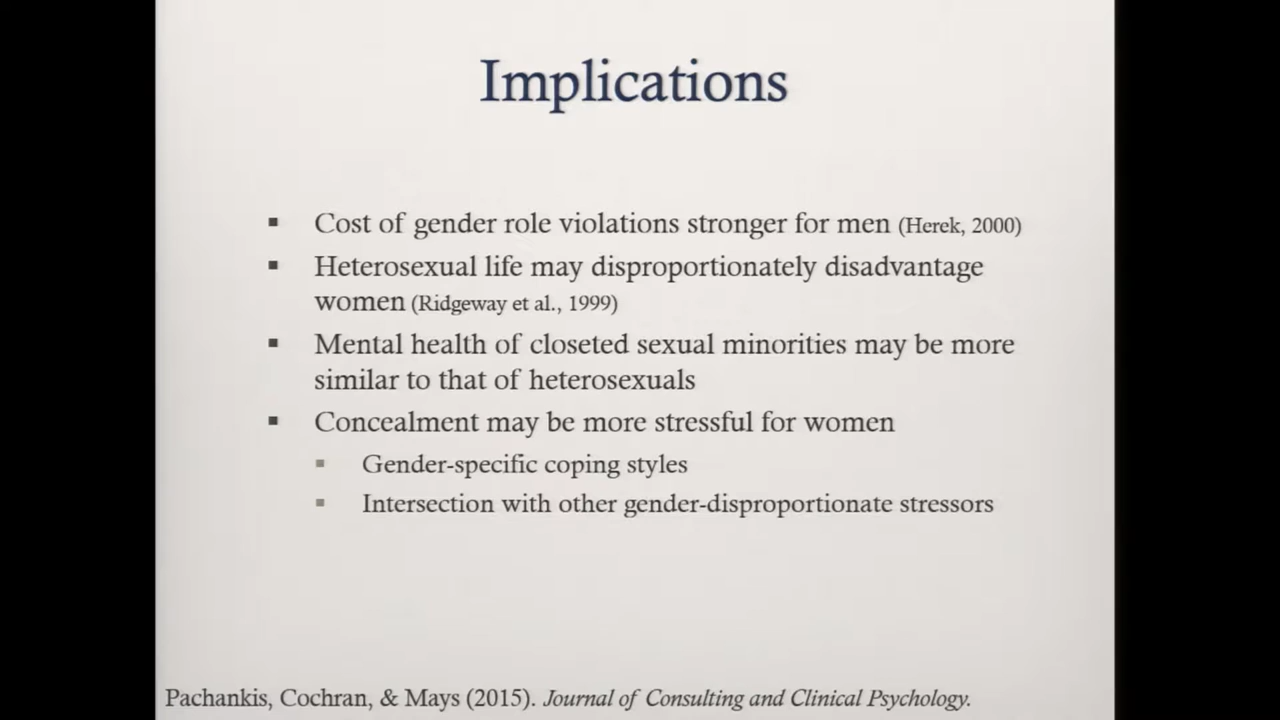 Implications
▪ Cost of gender role violations stronger for men (Herek, 2000)
▪ Heterosexual life may disproportionately disadvantage
women (Ridgeway et al., 1999)
▪ Mental health of closeted sexual minorities may be more
similar to that of heterosexuals
▪ Concealment may be more stressful for women
▪ Gender-specific coping styles
▪ Intersection with other gender-disproportionate stressors
Pachankis, Cochran, & Mays (2015). Journal of Consulting and Clinical Psychology.